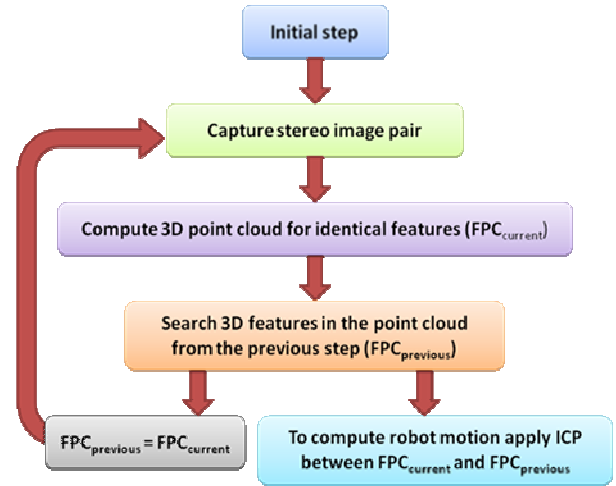 Initial step
Capture stereo image pair
Compute 3D point cloud for identical features (FPCcurrent)
Search 3D features in the point cloud
from the previous step (FPCprevious)
FPCprevious = FPCcurrent
To compute robot motion apply ICP
between FPCcurrent and FPCprevious